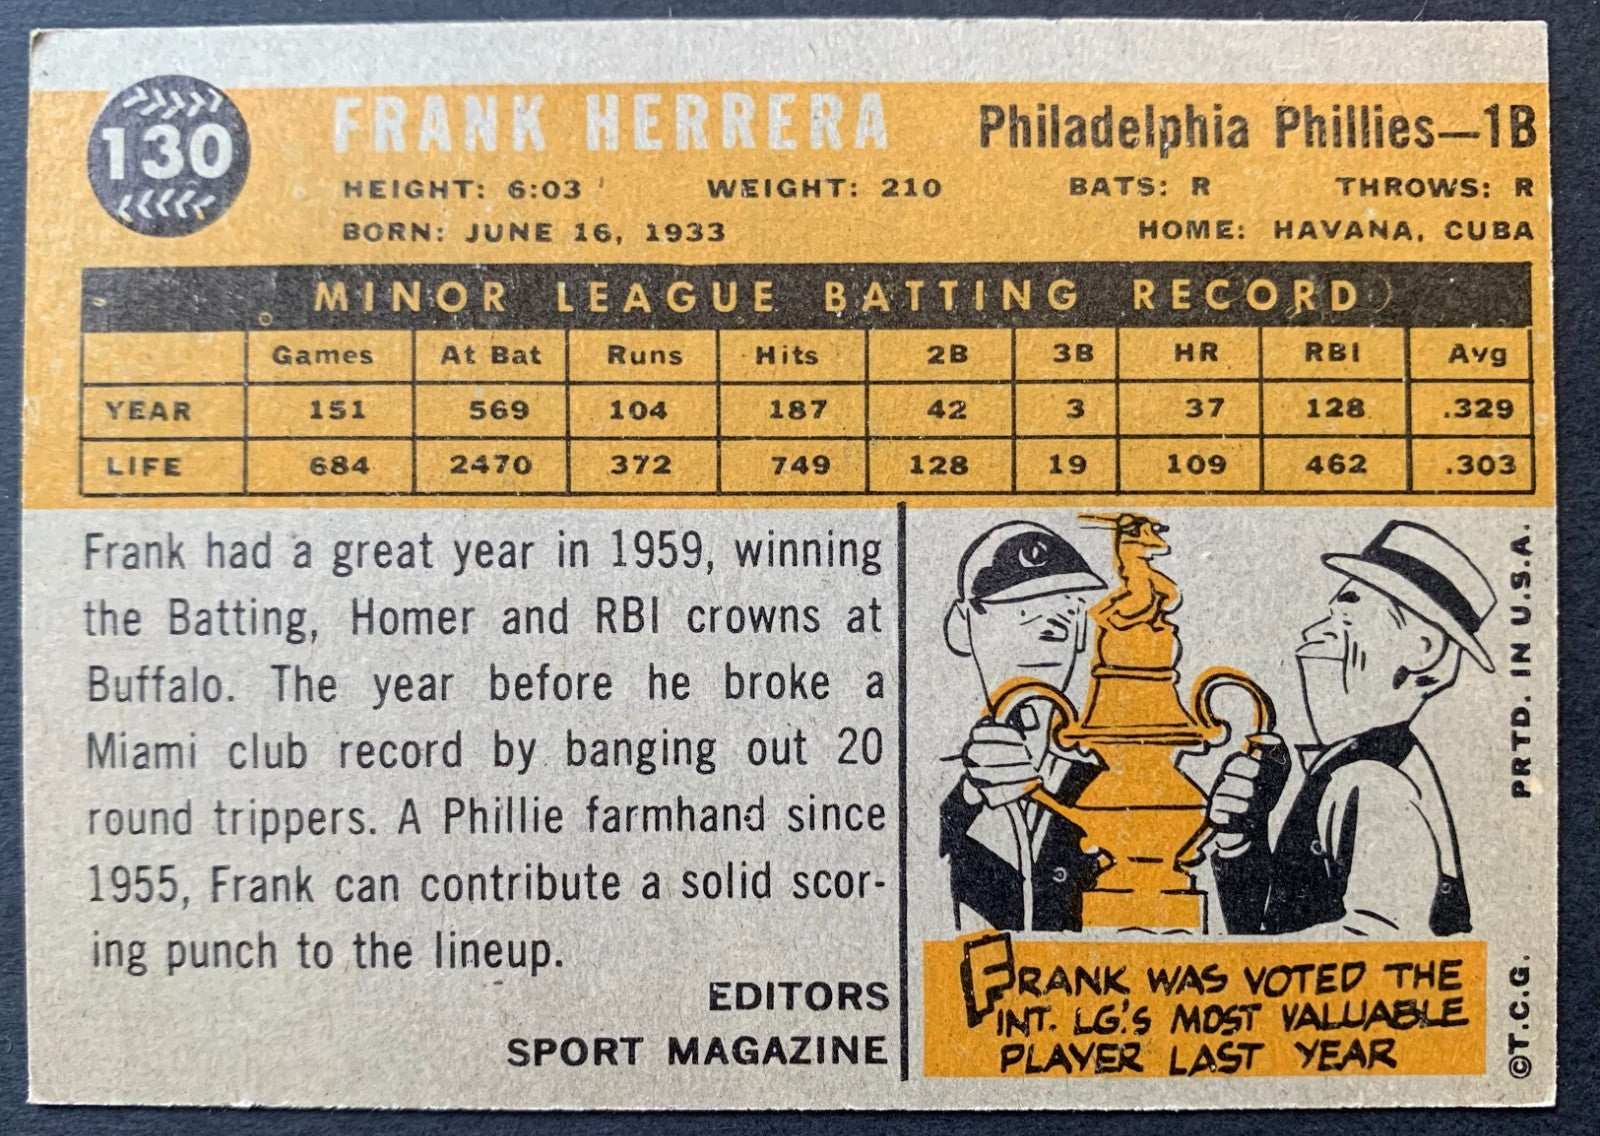 130
FRANK HERRERA
Philadelphia Phillies—1B
HEIGHT: 6:03 WEIGHT: 210 BATS: R THROWS: R
BORN: JUNE 16, 1933 HOME: HAVANA, CUBA
MINOR LEAGUE BATTING RECORD
Games At Bat Runs Hits 2B 3B HR RBI Avg
YEAR 151 569 104 187 42 3 37 128 .329
LIFE 684 2470 372 749 128 19 109 462 .303
Frank had a great year in 1959, winning
the Batting, Homer and RBI crowns at
Buffalo. The year before he broke a
Miami club record by banging out 20
round trippers. A Phillie farmhand since
1955, Frank can contribute a solid scor-
ing punch to the lineup.
EDITORS
SPORT MAGAZINE
FRANK WAS VOTED THE
INT. LG.'S MOST VALUABLE
PLAYER LAST YEAR
©T.C.G. PRTD. IN U.S.A.